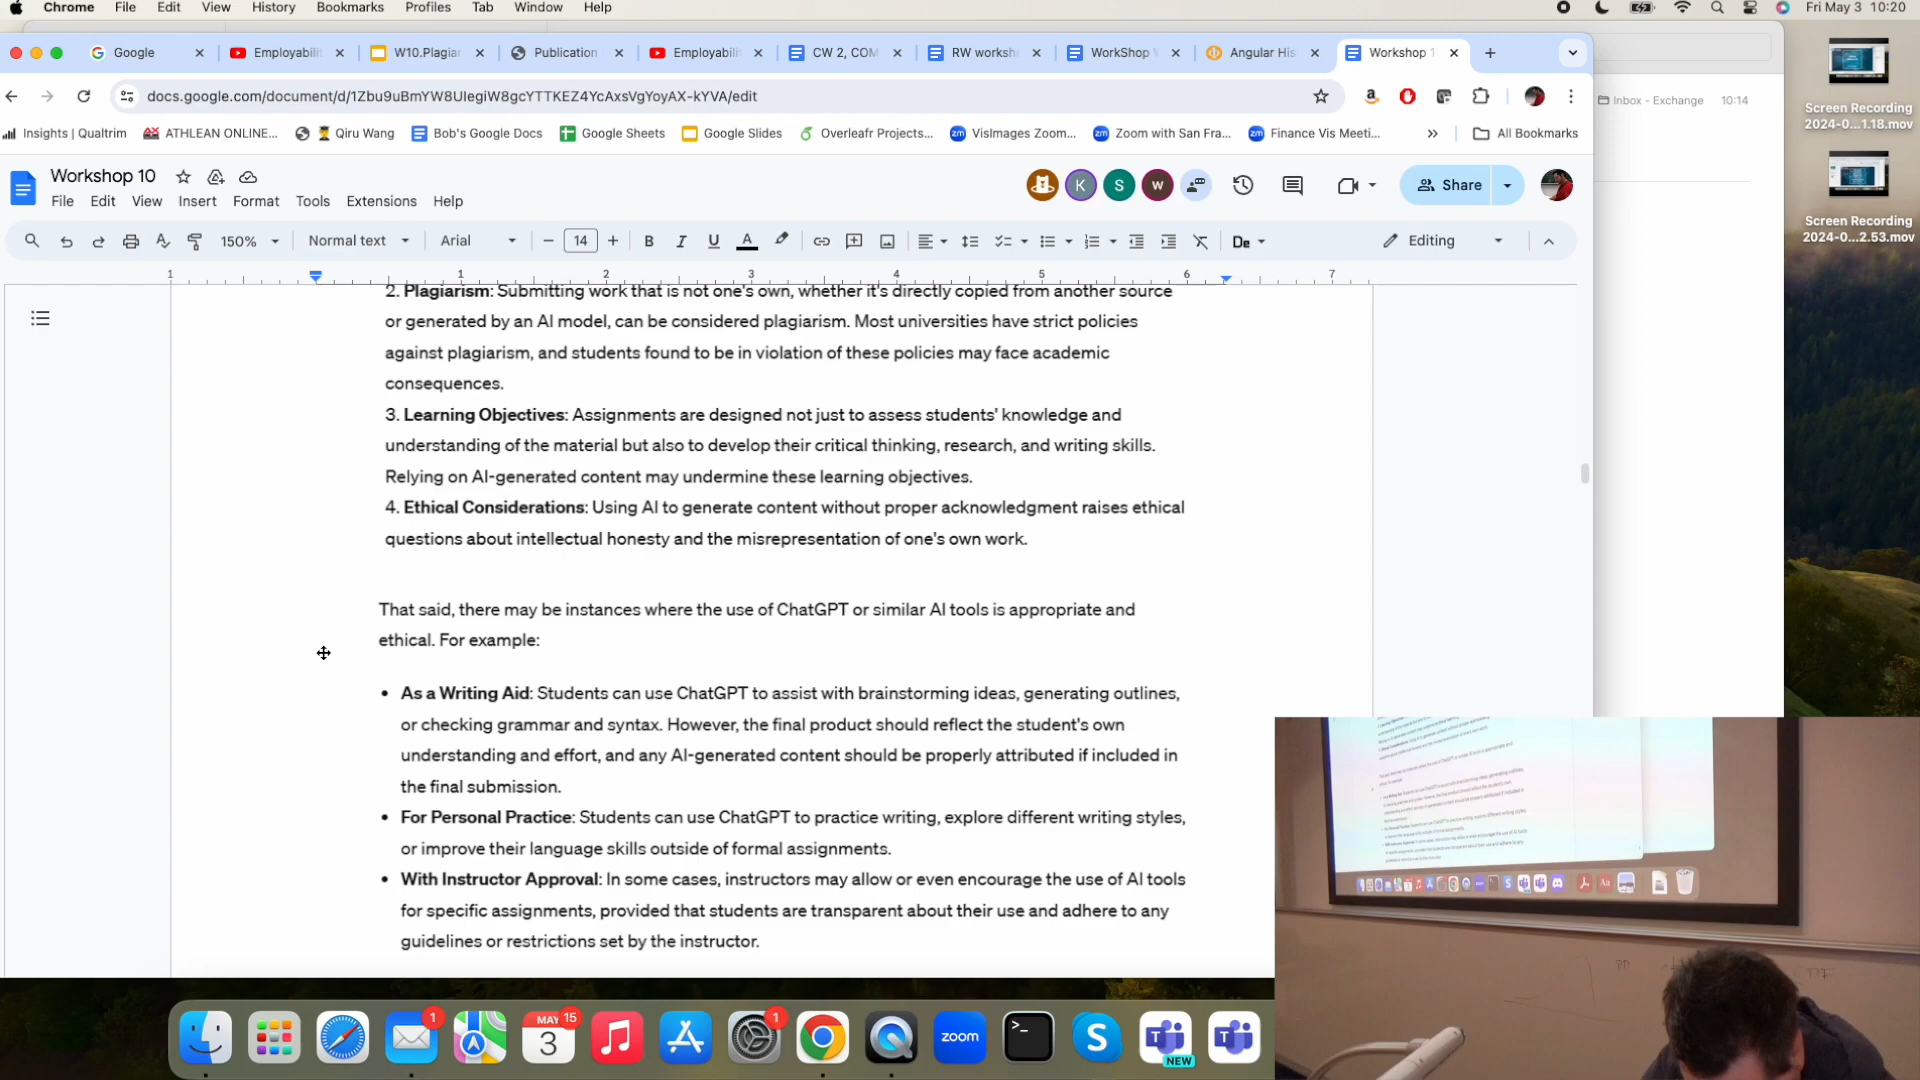 Chrome File Edit View History Bookmarks Profiles Tab Window Help Fri May 3 10:20
Google Employabili W10.Plagiar Publication Employabili CW 2, COM RW worksh WorkShop Angular His Workshop 1
docs.google.com/document/d/1Zbu9uBmYW8UIegiW8gcYTTKEZ4YcAxsVgYoyAX-kYVA/edit
Insights | Qualtrim ATHLEAN ONLINE... Qiru Wang Bob's Google Docs Google Sheets Google Slides Overleafr Projects... VisImages Zoom... Zoom with San Fra... Finance Vis Meeti... All Bookmarks
Inbox - Exchange 10:14
Screen Recording
2024-0...1.18.mov
Screen Recording
2024-0...2.53.mov
Workshop 10
K S w
Share
File Edit View Insert Format Tools Extensions Help
150% Normal text Arial 14 B I U A De Editing
1 1 2 3 4 5 6 7
2. Plagiarism: Submitting work that is not one's own, whether it's directly copied from another source
or generated by an AI model, can be considered plagiarism. Most universities have strict policies
against plagiarism, and students found to be in violation of these policies may face academic
consequences.
3. Learning Objectives: Assignments are designed not just to assess students' knowledge and
understanding of the material but also to develop their critical thinking, research, and writing skills.
Relying on AI-generated content may undermine these learning objectives.
4. Ethical Considerations: Using AI to generate content without proper acknowledgment raises ethical
questions about intellectual honesty and the misrepresentation of one's own work.
That said, there may be instances where the use of ChatGPT or similar AI tools is appropriate and
ethical. For example:
• As a Writing Aid: Students can use ChatGPT to assist with brainstorming ideas, generating outlines,
or checking grammar and syntax. However, the final product should reflect the student's own
understanding and effort, and any AI-generated content should be properly attributed if included in
the final submission.
• For Personal Practice: Students can use ChatGPT to practice writing, explore different writing styles,
or improve their language skills outside of formal assignments.
• With Instructor Approval: In some cases, instructors may allow or even encourage the use of AI tools
for specific assignments, provided that students are transparent about their use and adhere to any
guidelines or restrictions set by the instructor.
1 MAY 15 3 1 zoom S NEW